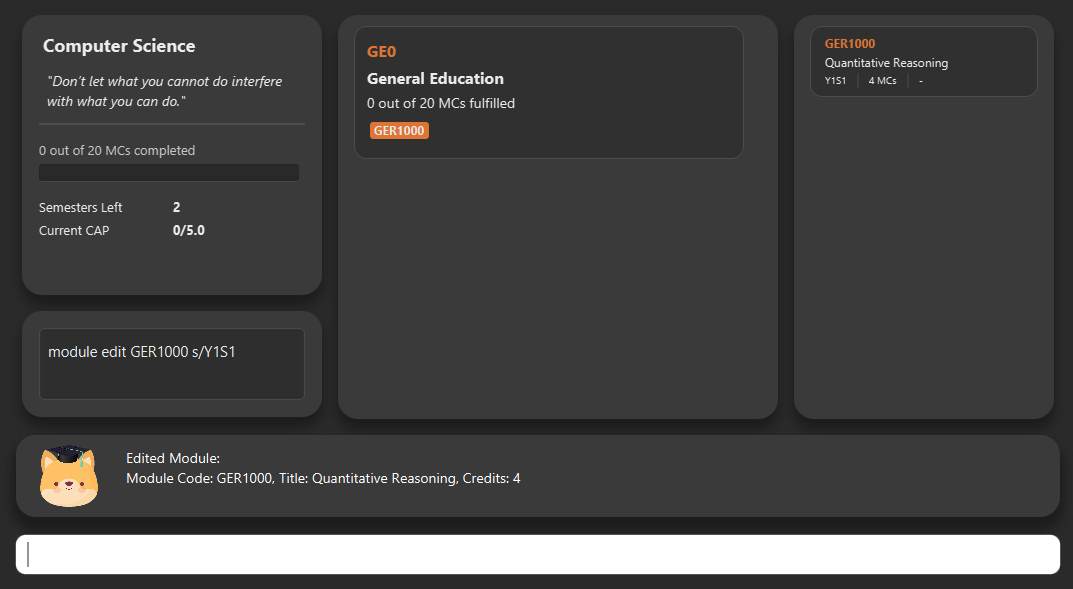 Computer Science
"Don't let what you cannot do interfere
with what you can do."
0 out of 20 MCs completed
Semesters Left 2
Current CAP 0/5.0
module edit GER1000 s/Y1S1
GE0
General Education
0 out of 20 MCs fulfilled
GER1000
GER1000
Quantitative Reasoning
Y1S1 4 MCs -
Edited Module:
Module Code: GER1000, Title: Quantitative Reasoning, Credits: 4